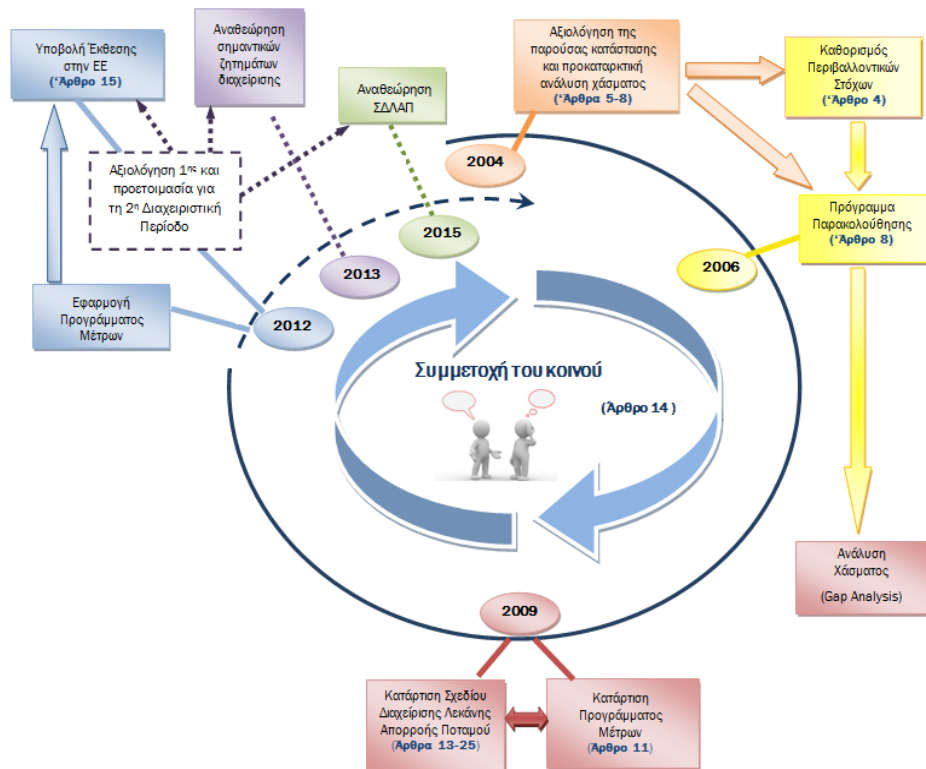 Υποβολή Έκθεσης
στην ΕΕ
(‘Άρθρο 15)
Αναθεώρηση
σημαντικών
ζητημάτων
διαχείρισης
Αναθεώρηση
ΣΔΛΑΠ
Αξιολόγηση της
παρούσας κατάστασης
και προκαταρκτική
ανάλυση χάσματος
(‘Άρθρα 5-8)
Καθορισμός
Περιβαλλοντικών
Στόχων
(‘Άρθρο 4)
Αξιολόγηση 1ης και
προετοιμασία για
τη 2η Διαχειριστική
Περίοδο
2004
2015
2013
2012
2006
Πρόγραμμα
Παρακολούθησης
(‘Άρθρο 8)
Εφαρμογή
Προγράμματος
Μέτρων
Συμμετοχή του κοινού
(Άρθρο 14 )
Ανάλυση
Χάσματος
(Gap Analysis)
2009
Κατάρτιση Σχεδίου
Διαχείρισης Λεκάνης
Απορροής Ποταμού
(Άρθρα 13-25)
Κατάρτιση
Προγράμματος
Μέτρων
(Άρθρο 11)